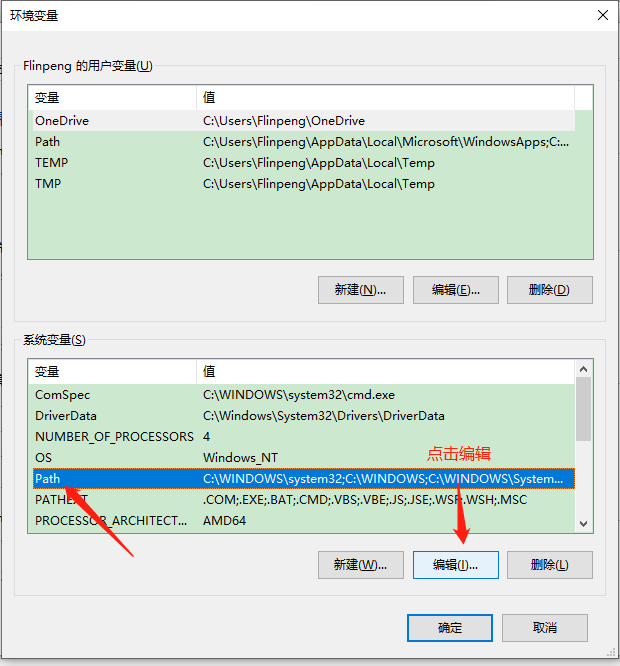 环境变量
Flinpeng 的用户变量(U)
变量 值
OneDrive C:\Users\Flinpeng\OneDrive
Path C:\Users\Flinpeng\AppData\Local\Microsoft\WindowsApps;C:...
TEMP C:\Users\Flinpeng\AppData\Local\Temp
TMP C:\Users\Flinpeng\AppData\Local\Temp
新建(N)... 编辑(E)... 删除(D)
系统变量(S)
变量 值
ComSpec C:\WINDOWS\system32\cmd.exe
DriverData C:\Windows\System32\Drivers\DriverData
NUMBER_OF_PROCESSORS 4
OS Windows_NT
点击编辑
Path C:\WINDOWS\system32;C:\WINDOWS;C:\WINDOWS\System...
PATHEXT .COM;.EXE;.BAT;.CMD;.VBS;.VBE;.JS;.JSE;.WSF;.WSH;.MSC
PROCESSOR_ARCHITECT... AMD64
新建(W)... 编辑(I)... 删除(L)
确定 取消